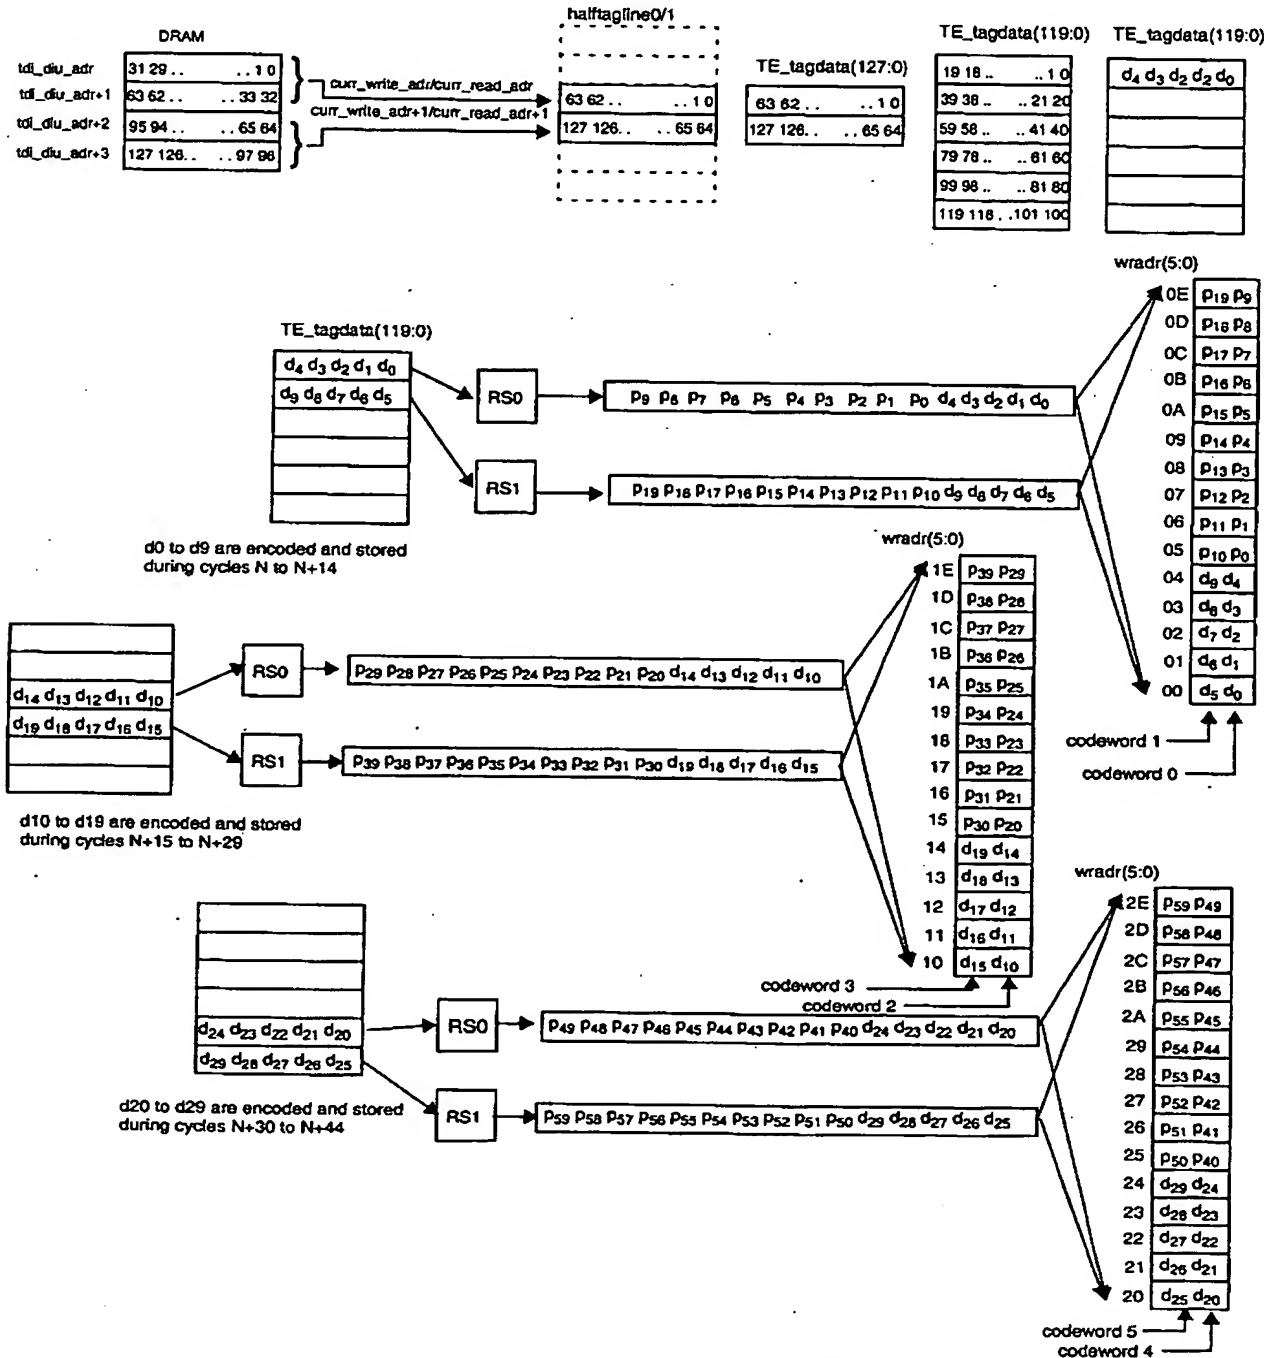 halftagline0/1
DRAM
TE_tagdata(119:0)
TE_tagdata(119:0)
tdi_diu_adr
31 29 . . . . 1 0
tdi_diu_adr+1
63 62 . . . . 33 32
tdi_diu_adr+2
95 94 . . . . 65 64
tdi_diu_adr+3
127 126. . . . 97 96
curr_write_adr/curr_read_adr
curr_write_adr+1/curr_read_adr+1
63 62 . . . . 1 0
127 126. . . . 65 64
TE_tagdata(127:0)
63 62 . . . . 1 0
127 126. . . . 65 64
19 18 . . . . 1 0
39 38 . . . . 21 20
59 58 . . . . 41 40
79 78 . . . . 61 60
99 98 . . . . 81 80
119 118 . . 101 100
d4 d3 d2 d2 d0
wradr(5:0)
0E p19 p9
0D p18 p8
0C p17 p7
0B p16 p6
0A p15 p5
09 p14 p4
08 p13 p3
07 p12 p2
06 p11 p1
05 p10 p0
04 d9 d4
03 d8 d3
02 d7 d2
01 d6 d1
00 d5 d0
codeword 1
codeword 0
TE_tagdata(119:0)
d4 d3 d2 d1 d0
d9 d8 d7 d6 d5
RS0
p9 p8 p7 p6 p5 p4 p3 p2 p1 p0 d4 d3 d2 d1 d0
RS1
p19 p18 p17 p16 p15 p14 p13 p12 p11 p10 d9 d8 d7 d6 d5
d0 to d9 are encoded and stored
during cycles N to N+14
wradr(5:0)
1E p39 p29
1D p38 p28
1C p37 p27
1B p36 p26
1A p35 p25
19 p34 p24
18 p33 p23
17 p32 p22
16 p31 p21
15 p30 p20
14 d19 d14
13 d18 d13
12 d17 d12
11 d16 d11
10 d15 d10
codeword 3
codeword 2
d14 d13 d12 d11 d10
d19 d18 d17 d16 d15
RS0
p29 p28 p27 p26 p25 p24 p23 p22 p21 p20 d14 d13 d12 d11 d10
RS1
p39 p38 p37 p36 p35 p34 p33 p32 p31 p30 d19 d18 d17 d16 d15
d10 to d19 are encoded and stored
during cycles N+15 to N+29
wradr(5:0)
2E p59 p49
2D p58 p48
2C p57 p47
2B p56 p46
2A p55 p45
29 p54 p44
28 p53 p43
27 p52 p42
26 p51 p41
25 p50 p40
24 d29 d24
23 d28 d23
22 d27 d22
21 d26 d21
20 d25 d20
codeword 5
codeword 4
d24 d23 d22 d21 d20
d29 d28 d27 d26 d25
RS0
p49 p48 p47 p46 p45 p44 p43 p42 p41 p40 d24 d23 d22 d21 d20
RS1
p59 p58 p57 p56 p55 p54 p53 p52 p51 p50 d29 d28 d27 d26 d25
d20 to d29 are encoded and stored
during cycles N+30 to N+44